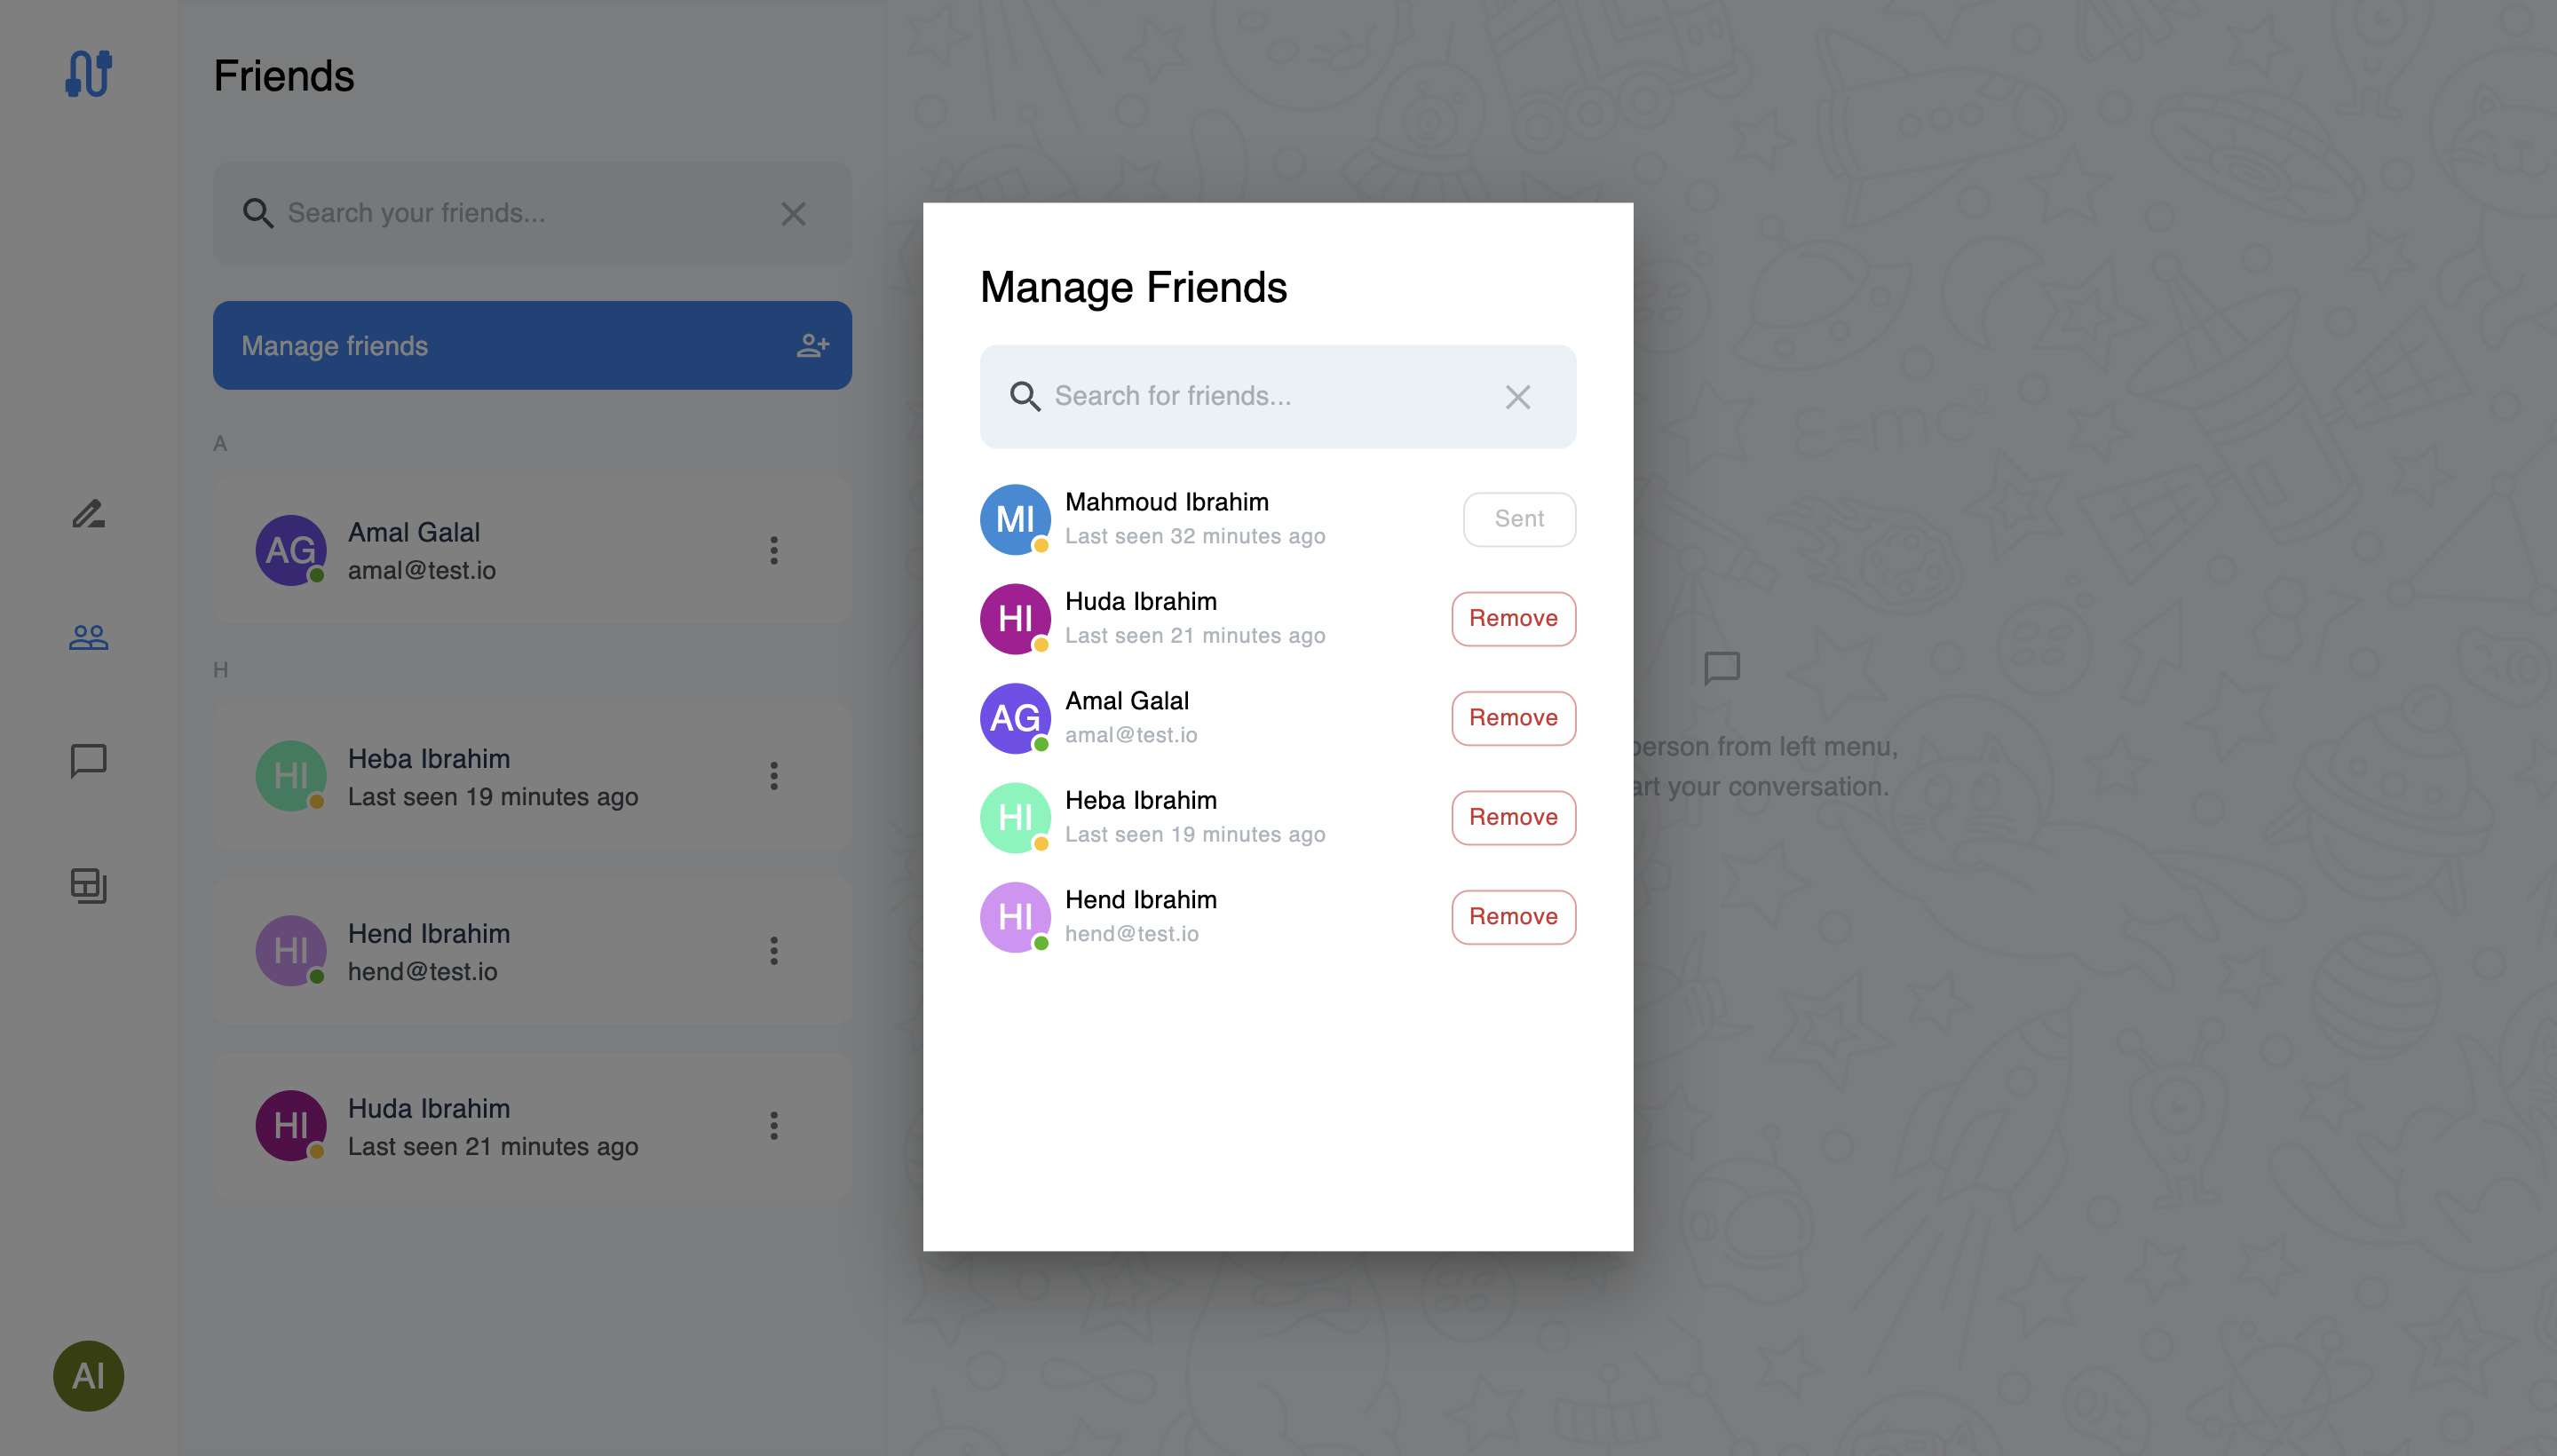 Friends
Search your friends...
Manage friends
A
AG
Amal Galal
amal@test.io
H
HI
Heba Ibrahim
Last seen 19 minutes ago
HI
Hend Ibrahim
hend@test.io
HI
Huda Ibrahim
Last seen 21 minutes ago
AI
Manage Friends
Search for friends...
MI
Mahmoud Ibrahim
Last seen 32 minutes ago
Sent
HI
Huda Ibrahim
Last seen 21 minutes ago
Remove
AG
Amal Galal
amal@test.io
Remove
HI
Heba Ibrahim
Last seen 19 minutes ago
Remove
HI
Hend Ibrahim
hend@test.io
Remove
person from left menu,
your conversation.
E=mc²